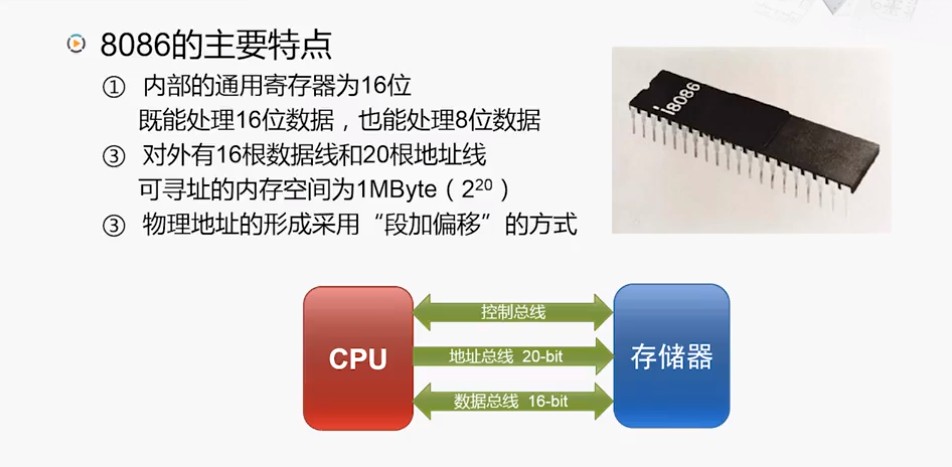 8086的主要特点
① 内部的通用寄存器为16位
既能处理16位数据，也能处理8位数据
③ 对外有16根数据线和20根地址线
可寻址的内存空间为1MByte（2²⁰）
③ 物理地址的形成采用“段加偏移”的方式
i8086
控制总线
CPU
地址总线 20-bit
存储器
数据总线 16-bit